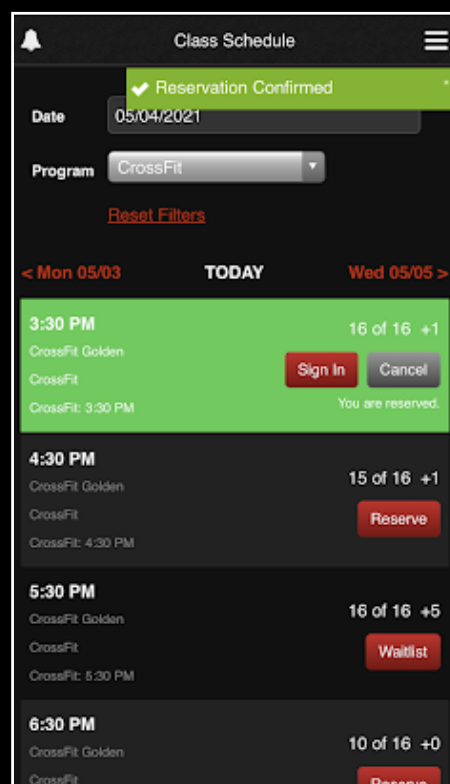 Class Schedule
Reservation Confirmed
Date 05/04/2021
Program CrossFit
Reset Filters
< Mon 05/03 TODAY Wed 05/05 >
3:30 PM
16 of 16 +1
CrossFit Golden
CrossFit
Sign In Cancel
CrossFit: 3:30 PM
You are reserved.
4:30 PM
15 of 16 +1
CrossFit Golden
CrossFit
Reserve
CrossFit: 4:30 PM
5:30 PM
16 of 16 +5
CrossFit Golden
CrossFit
Waitlist
CrossFit: 5:30 PM
6:30 PM
10 of 16 +0
CrossFit Golden
CrossFit
Reserve